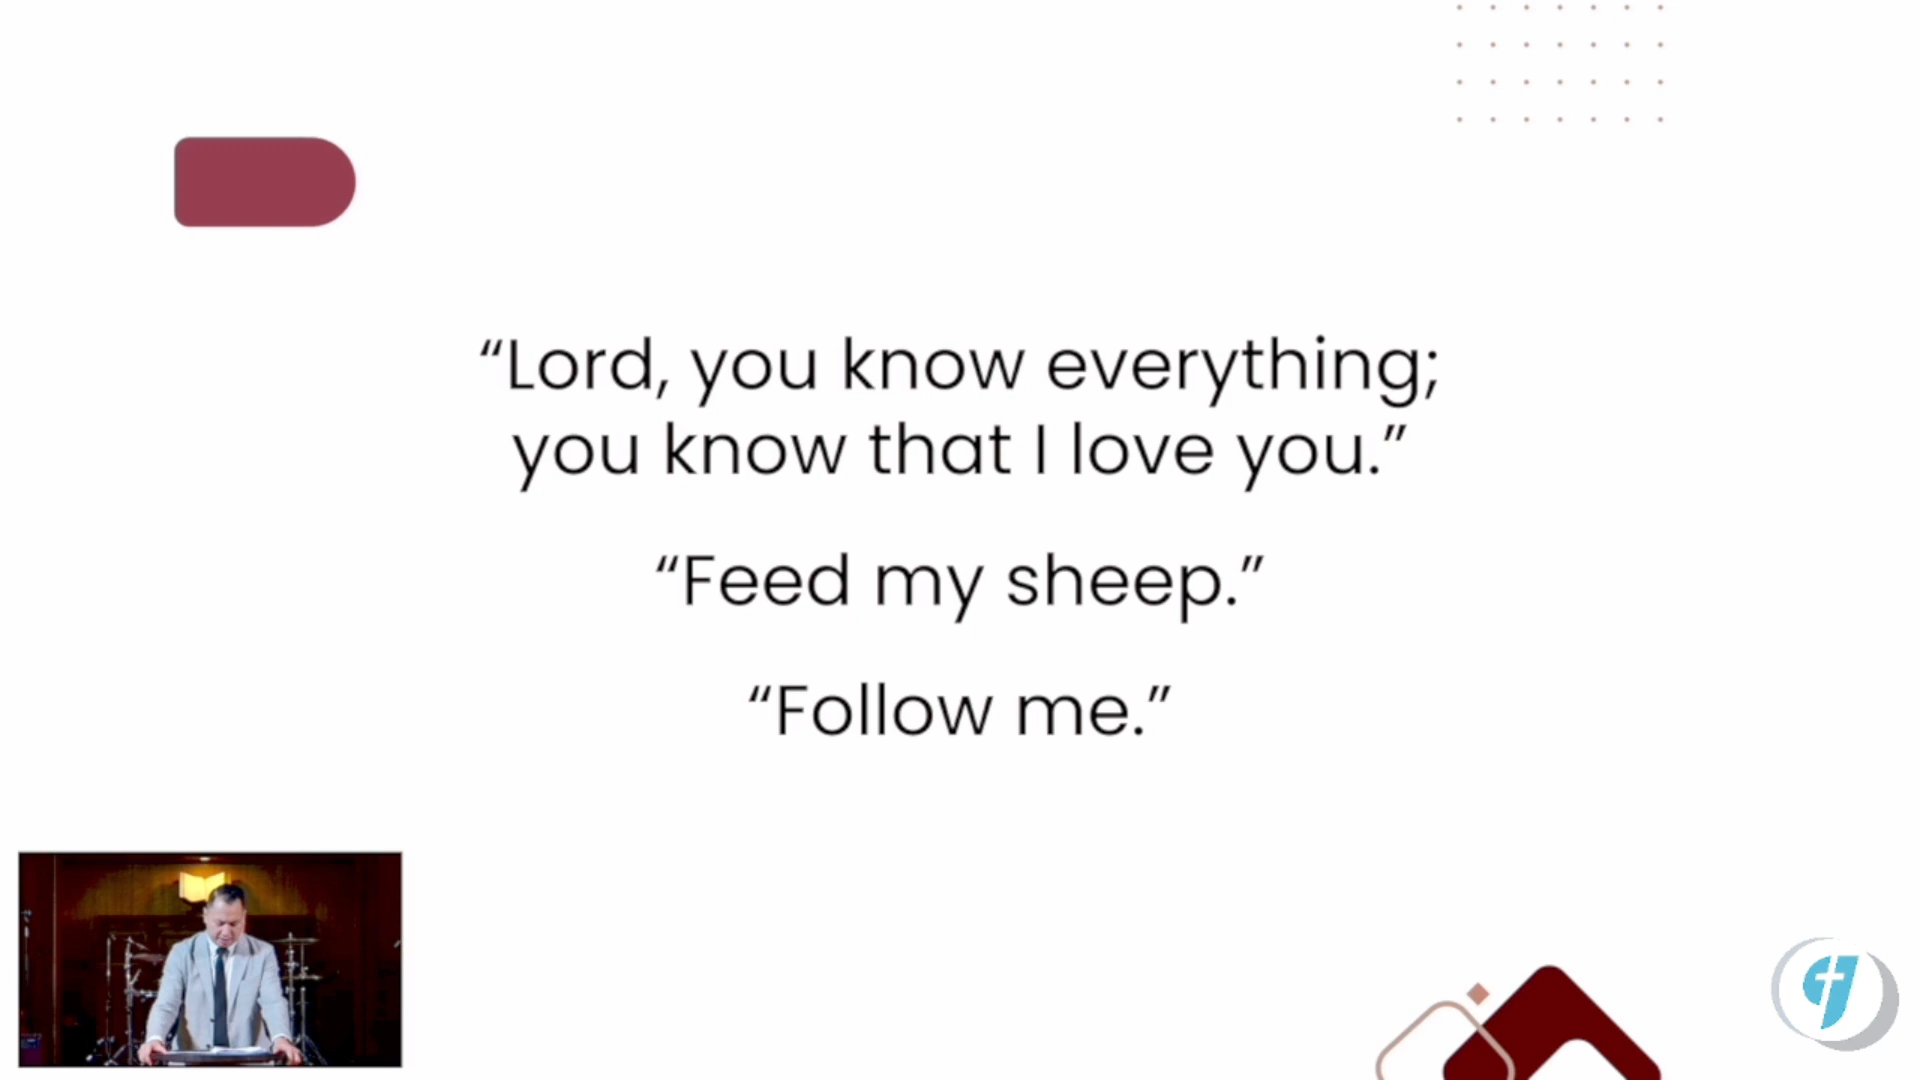 “Lord, you know everything;
you know that I love you.”
“Feed my sheep.”
“Follow me.”